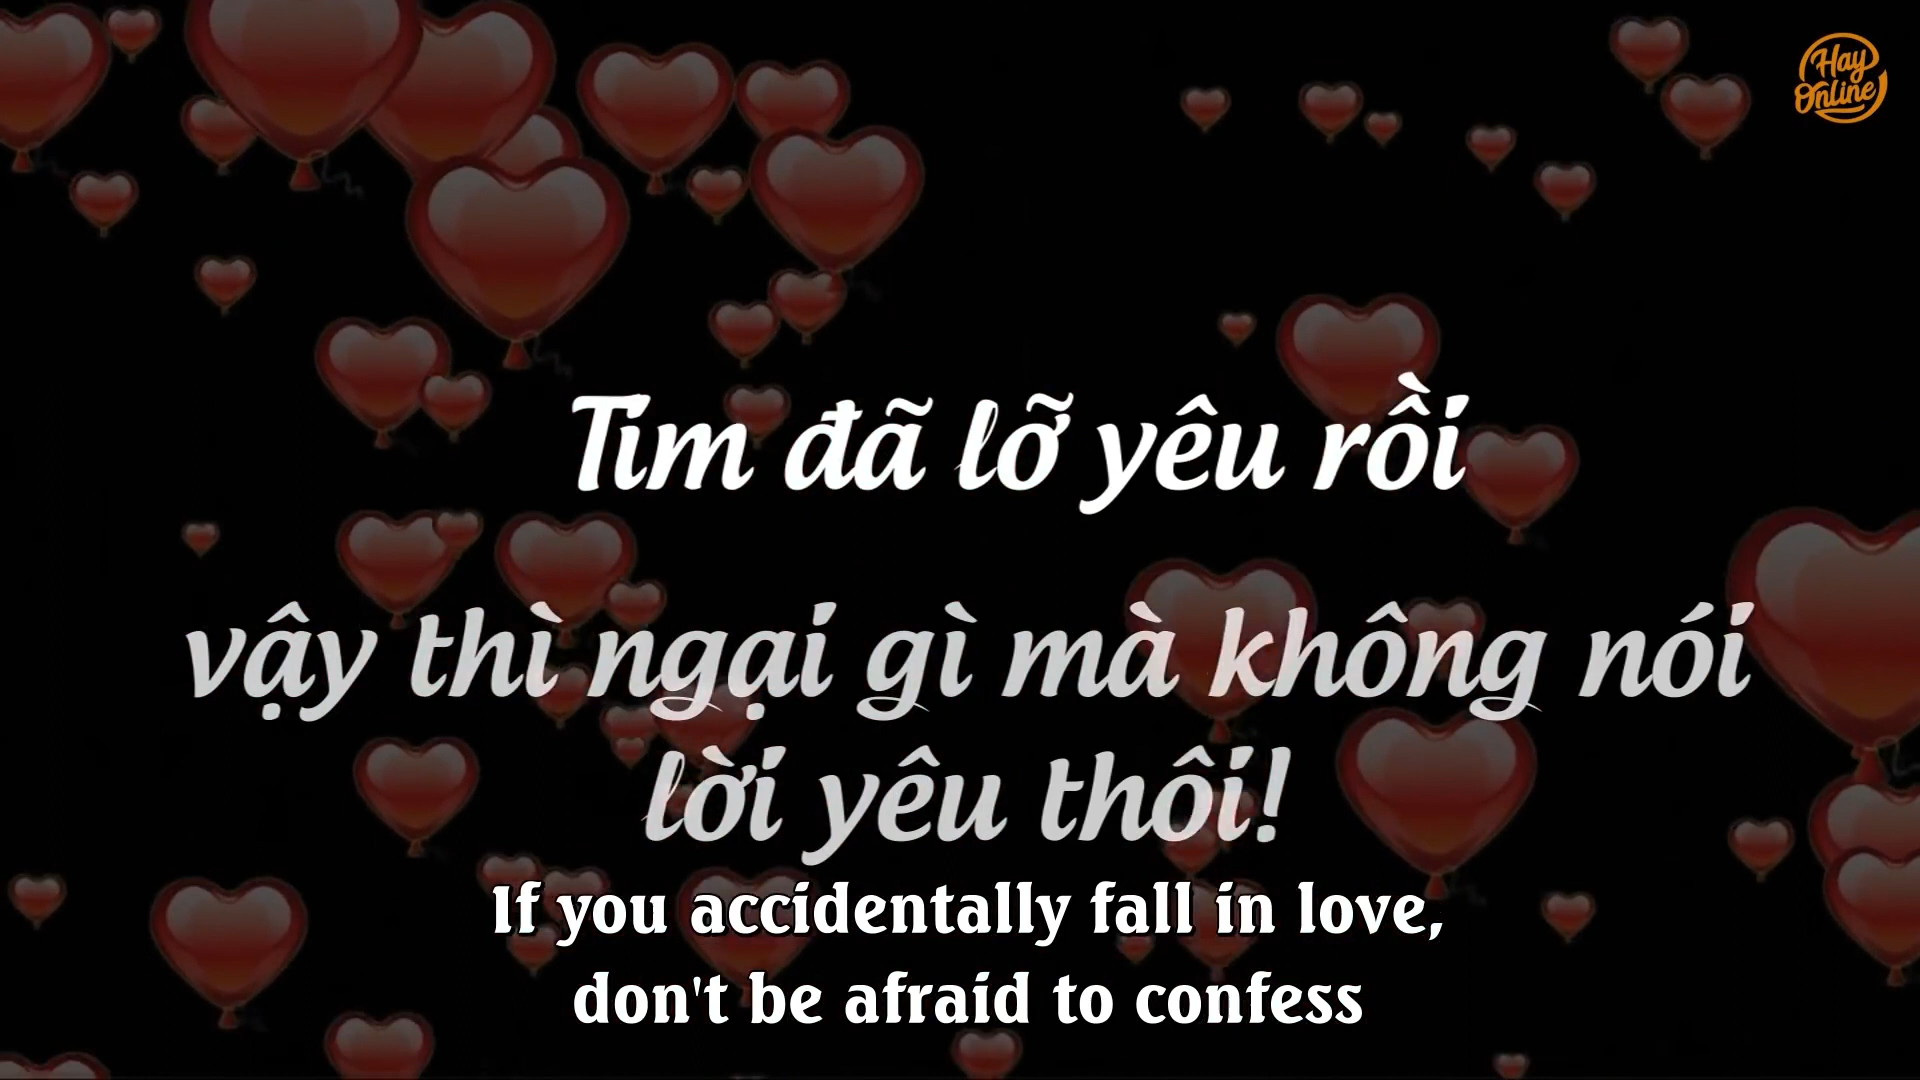 Hay
Online
Tim đã lỡ yêu rồi
vậy thì ngại gì mà không nói
lời yêu thôi!
If you accidentally fall in love,
don't be afraid to confess